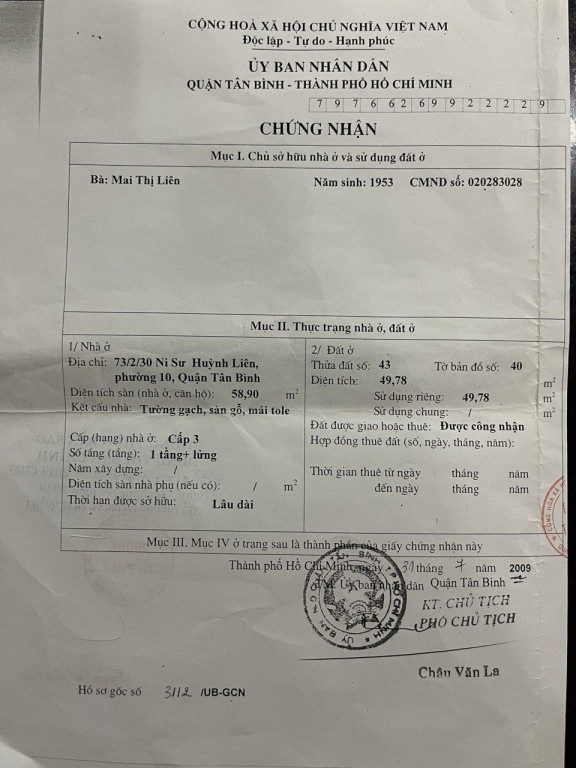 CỘNG HOÀ XÃ HỘI CHỦ NGHĨA VIỆT NAM
Độc lập - Tự do - Hạnh phúc
ỦY BAN NHÂN DÂN
QUẬN TÂN BÌNH - THÀNH PHỐ HỒ CHÍ MINH
7 9 7 6 6 2 6 9 9 2 2 2 2 9
CHỨNG NHẬN
Mục I. Chủ sở hữu nhà ở và sử dụng đất ở
Bà: Mai Thị Liên Năm sinh: 1953 CMND số: 020283028
Mục II. Thực trạng nhà ở, đất ở
1/ Nhà ở
Địa chỉ: 73/2/30 Ni Sư Huỳnh Liên,
phường 10, Quận Tân Bình
Diện tích sàn (nhà ở, căn hộ): 58,90 m²
Kết cấu nhà: Tường gạch, sàn gỗ, mái tole
Cấp (hạng) nhà ở: Cấp 3
Số tầng (tầng): 1 tầng+ lửng
Năm xây dựng: /
Diện tích sàn nhà phụ (nếu có): / m²
Thời hạn được sở hữu: Lâu dài
2/ Đất ở
Thửa đất số: 43 Tờ bản đồ số: 40
Diện tích: 49,78 m²
Sử dụng riêng: 49,78 m²
Sử dụng chung: / m²
Đất được giao hoặc thuê: Được công nhận
Hợp đồng thuê đất (số, ngày, tháng, năm):
Thời gian thuê từ ngày tháng năm
đến ngày tháng năm
Mục III. Mục IV ở trang sau là thành phần của giấy chứng nhận này
Thành phố Hồ Chí Minh, ngày 31 tháng 7 năm 2009
TM. Ủy ban nhân dân Quận Tân Bình
KT. CHỦ TỊCH
PHÓ CHỦ TỊCH
Châu Văn La
Hồ sơ gốc số 3112 /UB-GCN